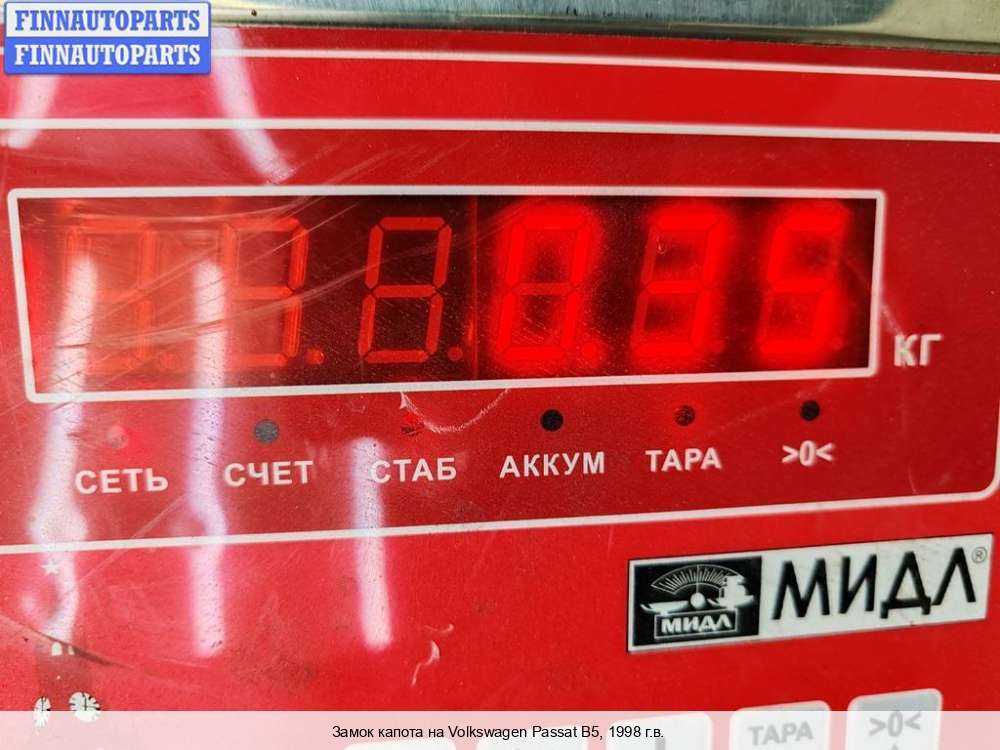 FINNAUTOPARTS
FINNAUTOPARTS
0.35
КГ
СЕТЬ СЧЕТ СТАБ АККУМ ТАРА >0<
МИДЛ МИДЛ®
ТАРА >0<
Замок капота на Volkswagen Passat B5, 1998 г.в.